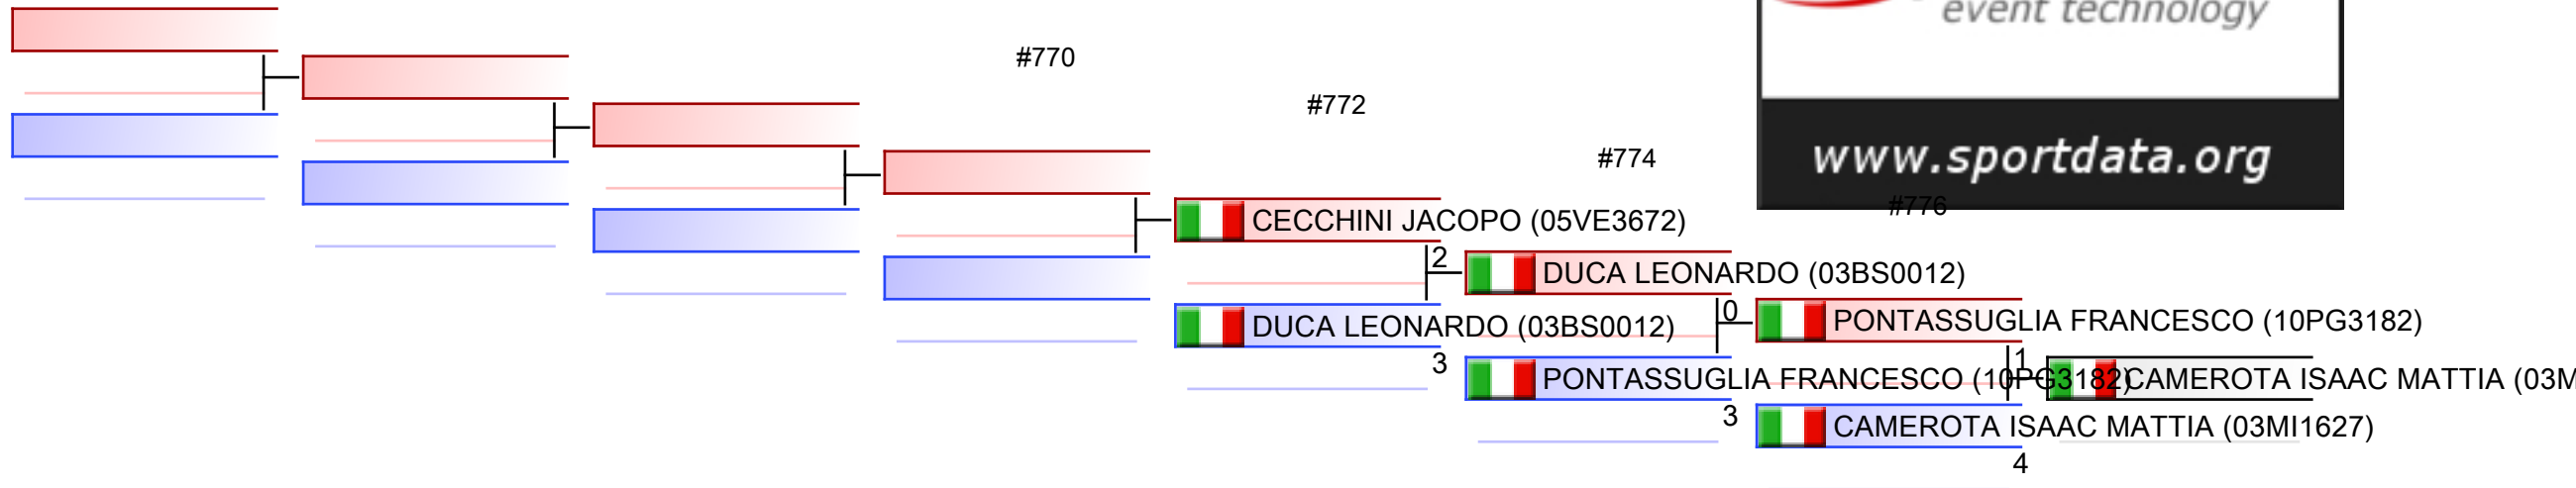 event technology
#770
#772
#774
www.sportdata.org
#776
CECCHINI JACOPO (05VE3672)
2
DUCA LEONARDO (03BS0012)
0
DUCA LEONARDO (03BS0012)
PONTASSUGLIA FRANCESCO (10PG3182)
3
1
PONTASSUGLIA FRANCESCO (10PG3182)
CAMEROTA ISAAC MATTIA (03M
3
CAMEROTA ISAAC MATTIA (03MI1627)
4